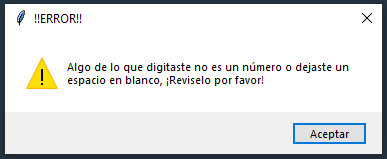 !!ERROR!!
Algo de lo que digitaste no es un número o dejaste un
espacio en blanco, ¡Reviselo por favor!
Aceptar